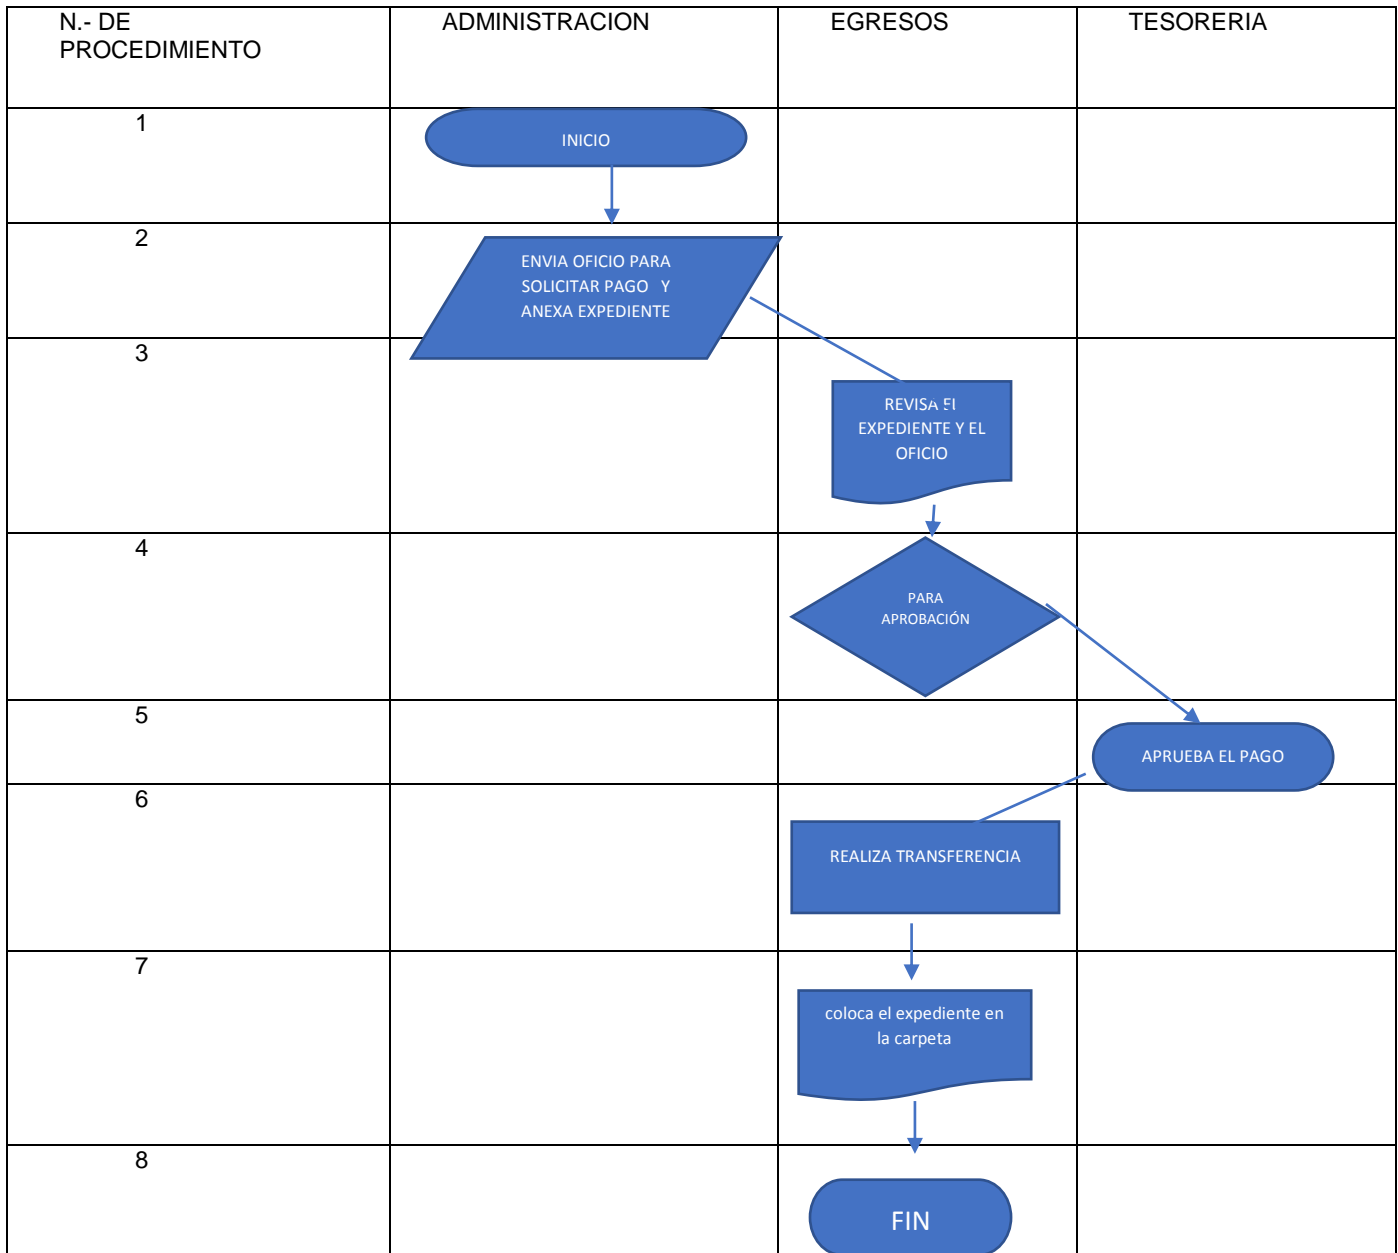 N.- DE
PROCEDIMIENTO
ADMINISTRACION
EGRESOS
TESORERIA
1
INICIO
2
ENVIA OFICIO PARA
SOLICITAR PAGO Y
ANEXA EXPEDIENTE
3
REVISA El
EXPEDIENTE Y EL
OFICIO
4
PARA
APROBACIÓN
5
APRUEBA EL PAGO
6
REALIZA TRANSFERENCIA
7
coloca el expediente en
la carpeta
8
FIN